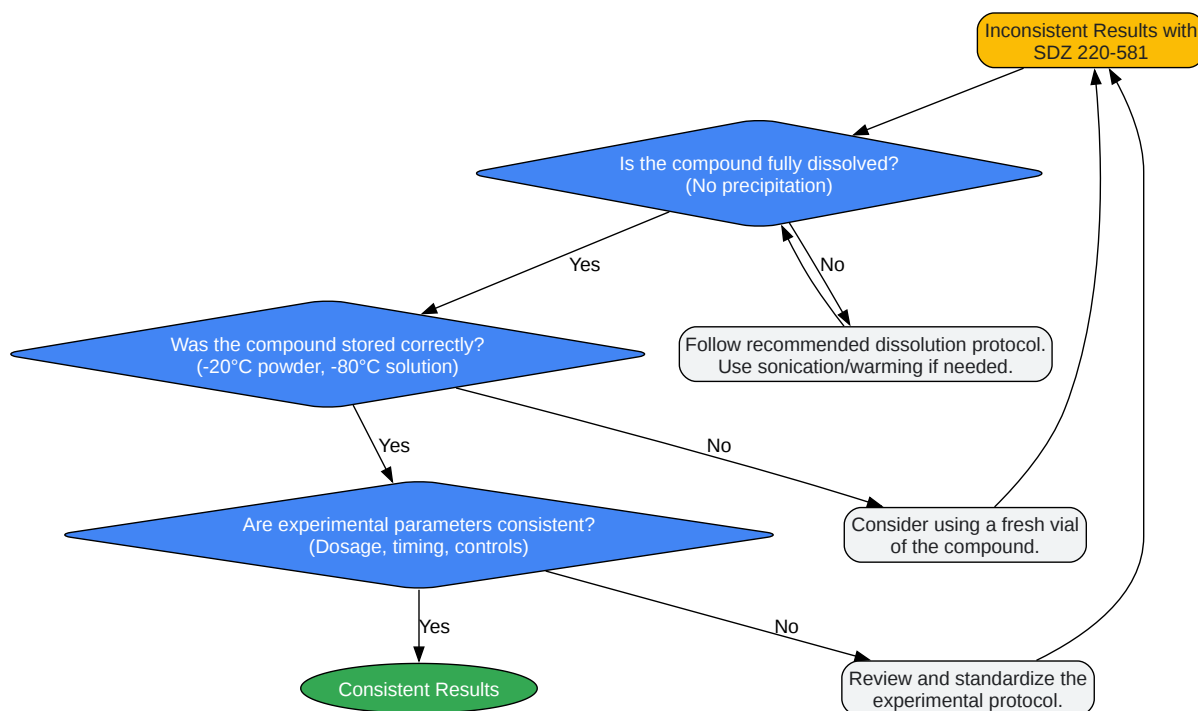 Inconsistent Results with
SDZ 220-581
Is the compound fully dissolved?
(No precipitation)
Yes
No
Follow recommended dissolution protocol.
Use sonication/warming if needed.
Was the compound stored correctly?
(-20°C powder, -80°C solution)
Yes
No
Consider using a fresh vial
of the compound.
Are experimental parameters consistent?
(Dosage, timing, controls)
Yes
No
Consistent Results
Review and standardize the
experimental protocol.